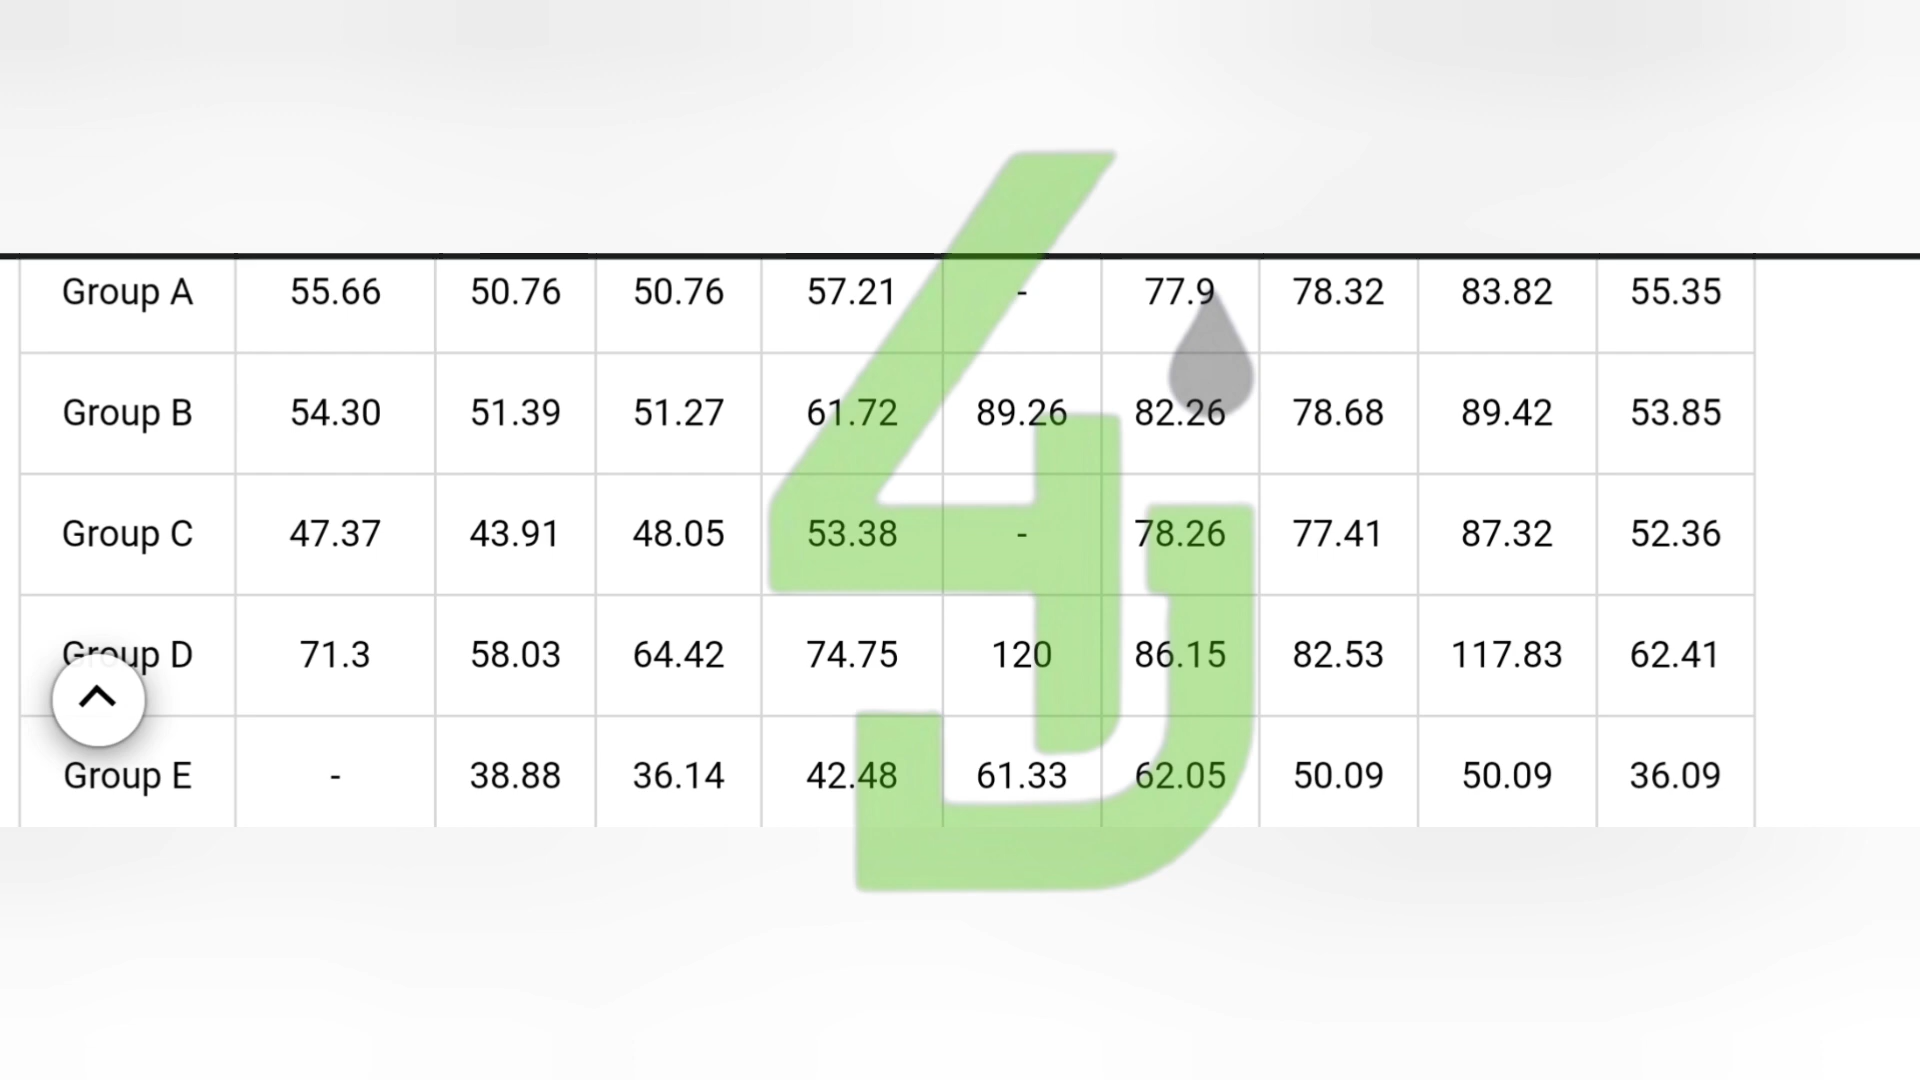 Group A 55.66 50.76 50.76 57.21 - 77.9 78.32 83.82 55.35
Group B 54.30 51.39 51.27 61.72 89.26 82.26 78.68 89.42 53.85
Group C 47.37 43.91 48.05 53.38 - 78.26 77.41 87.32 52.36
Group D 71.3 58.03 64.42 74.75 120 86.15 82.53 117.83 62.41
Group E - 38.88 36.14 42.48 61.33 62.05 50.09 50.09 36.09
4J